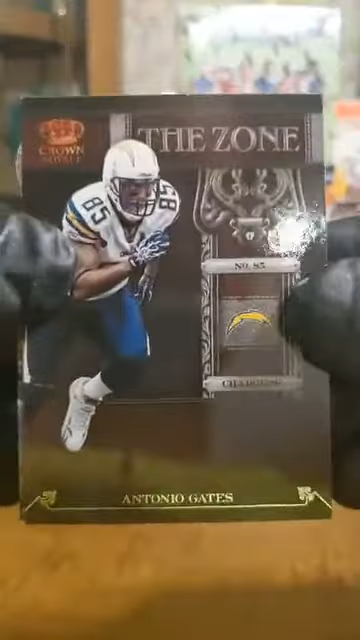 CROWN
ROYALE
THE ZONE
85
85
NO. 85
CHARGERS
ANTONIO GATES